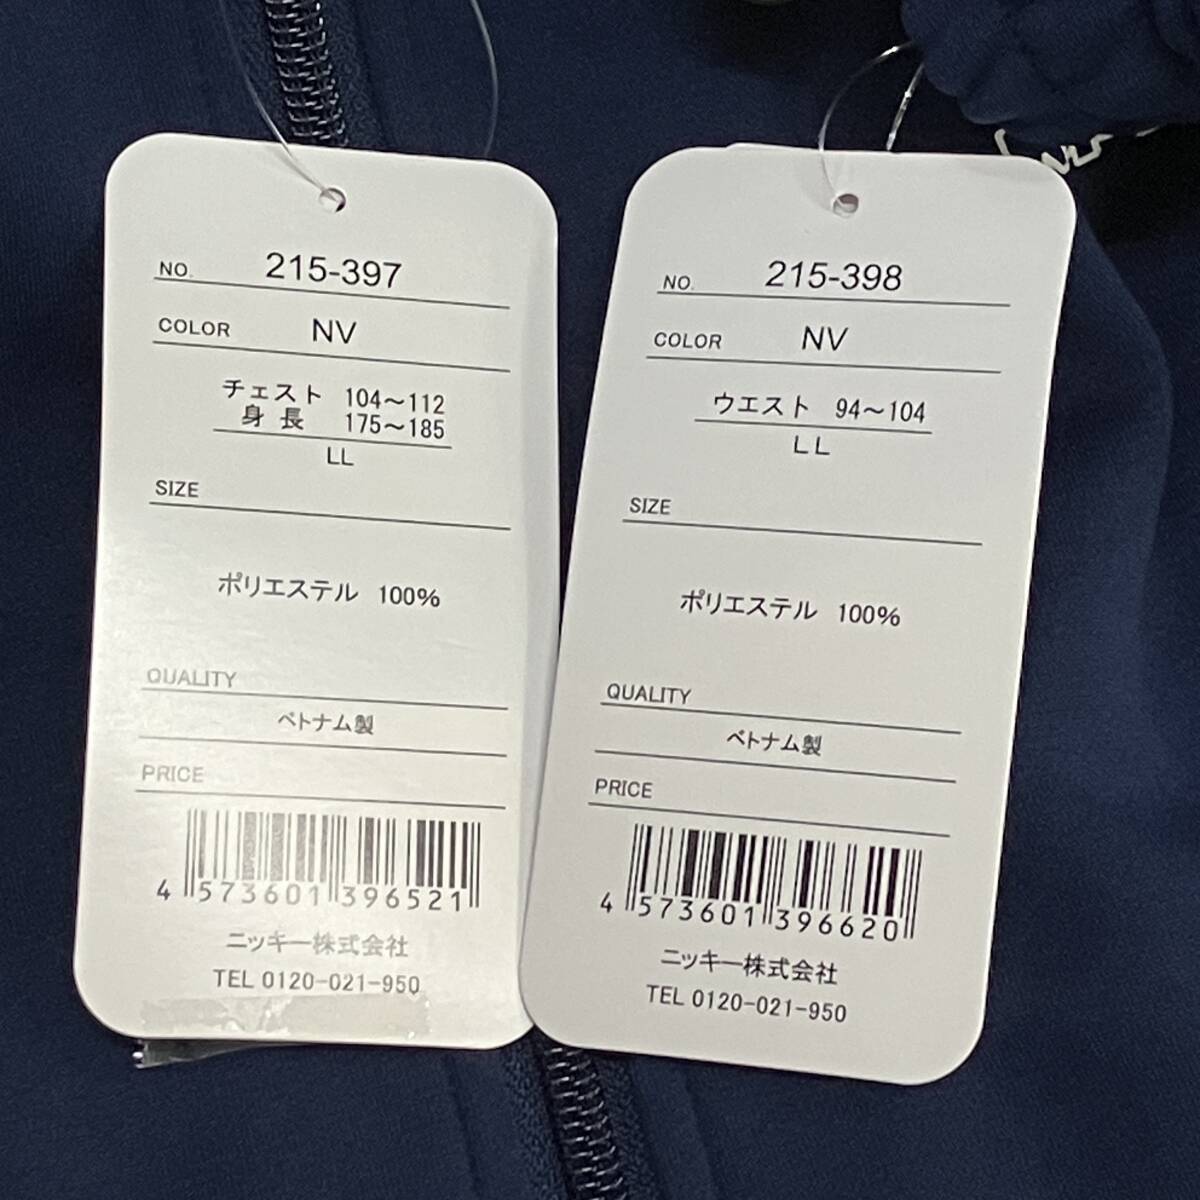 NO. 215-397
COLOR NV
チェスト 104～112
身長 175～185
LL
SIZE
ポリエステル 100%
QUALITY
ベトナム製
PRICE
4 573601 396521
ニッキー株式会社
TEL 0120-021-950
NO. 215-398
COLOR NV
ウエスト 94～104
LL
SIZE
ポリエステル 100%
QUALITY
ベトナム製
PRICE
4 573601 396620
ニッキー株式会社
TEL 0120-021-950